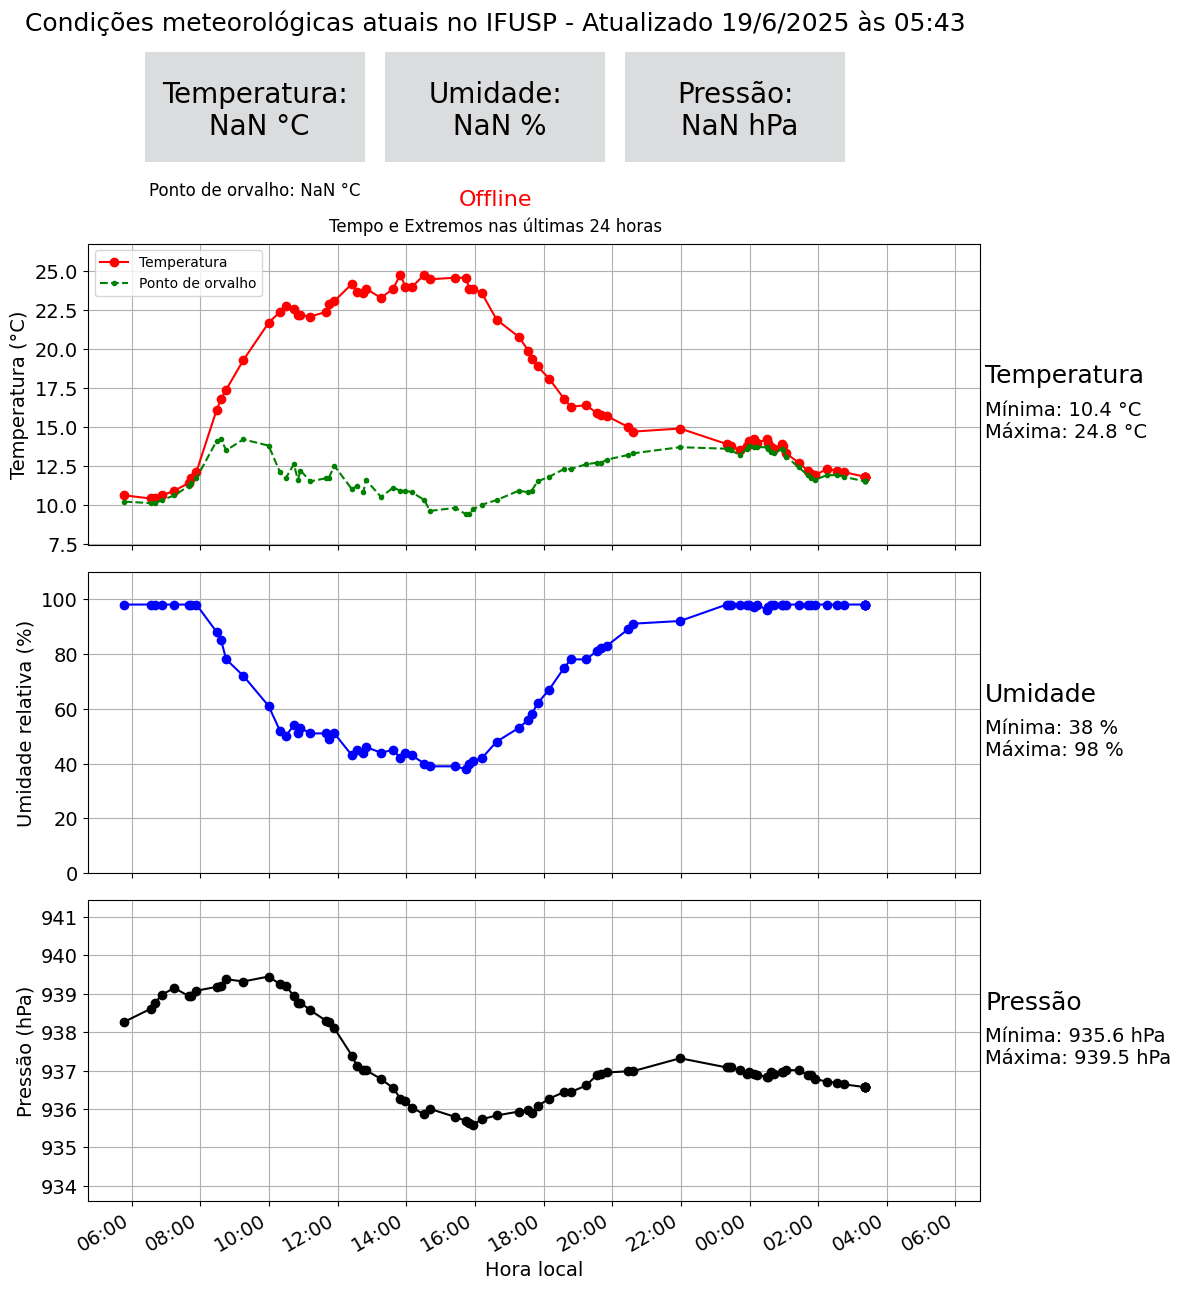 Condições meteorológicas atuais no IFUSP - Atualizado 19/6/2025 às 05:43
Temperatura:
NaN °C
Umidade:
NaN %
Pressão:
NaN hPa
Ponto de orvalho: NaN °C
Offline
Tempo e Extremos nas últimas 24 horas
Temperatura
Ponto de orvalho
Temperatura (°C)
25.0
22.5
20.0
17.5
15.0
12.5
10.0
7.5
Temperatura
Mínima: 10.4 °C
Máxima: 24.8 °C
Umidade relativa (%)
100
80
60
40
20
0
Umidade
Mínima: 38 %
Máxima: 98 %
Pressão (hPa)
941
940
939
938
937
936
935
934
Pressão
Mínima: 935.6 hPa
Máxima: 939.5 hPa
06:00 08:00 10:00 12:00 14:00 16:00 18:00 20:00 22:00 00:00 02:00 04:00 06:00
Hora local